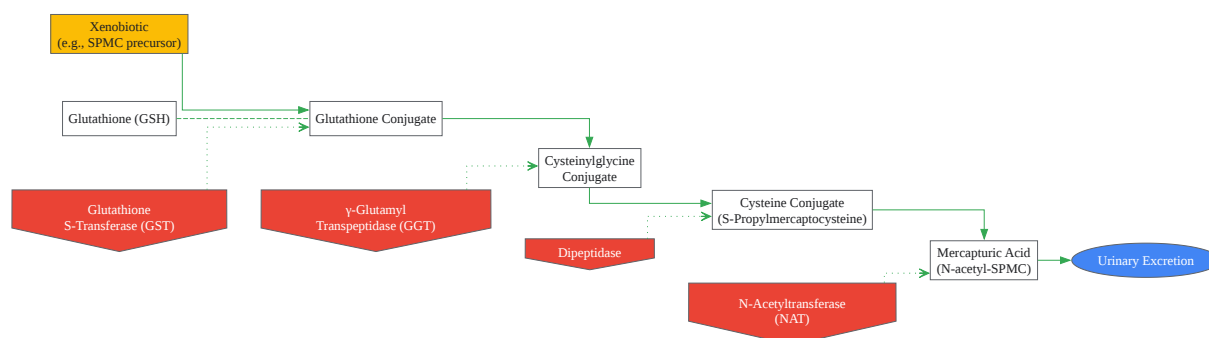 Xenobiotic
(e.g., SPMC precursor)
Glutathione (GSH)
Glutathione Conjugate
Cysteinylglycine
Conjugate
Glutathione
S-Transferase (GST)
γ-Glutamyl
Transpeptidase (GGT)
Cysteine Conjugate
(S-Propylmercaptocysteine)
Dipeptidase
Mercapturic Acid
(N-acetyl-SPMC)
Urinary Excretion
N-Acetyltransferase
(NAT)